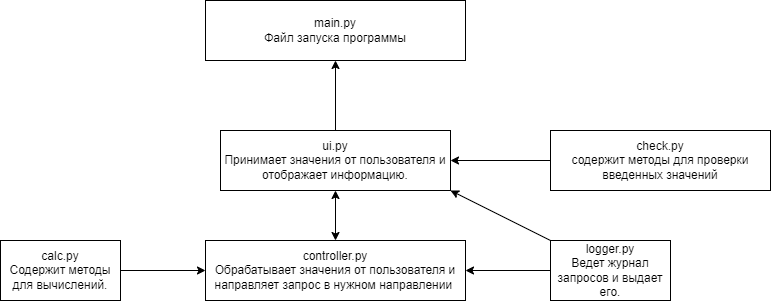 main.py
Файл запуска программы
ui.py
Принимает значения от пользователя и
отображает информацию.
check.py
содержит методы для проверки
введенных значений
calc.py
Содержит методы
для вычислений.
controller.py
Обрабатывает значения от пользователя и
направляет запрос в нужном направлении
logger.py
Ведет журнал
запросов и выдает
его.